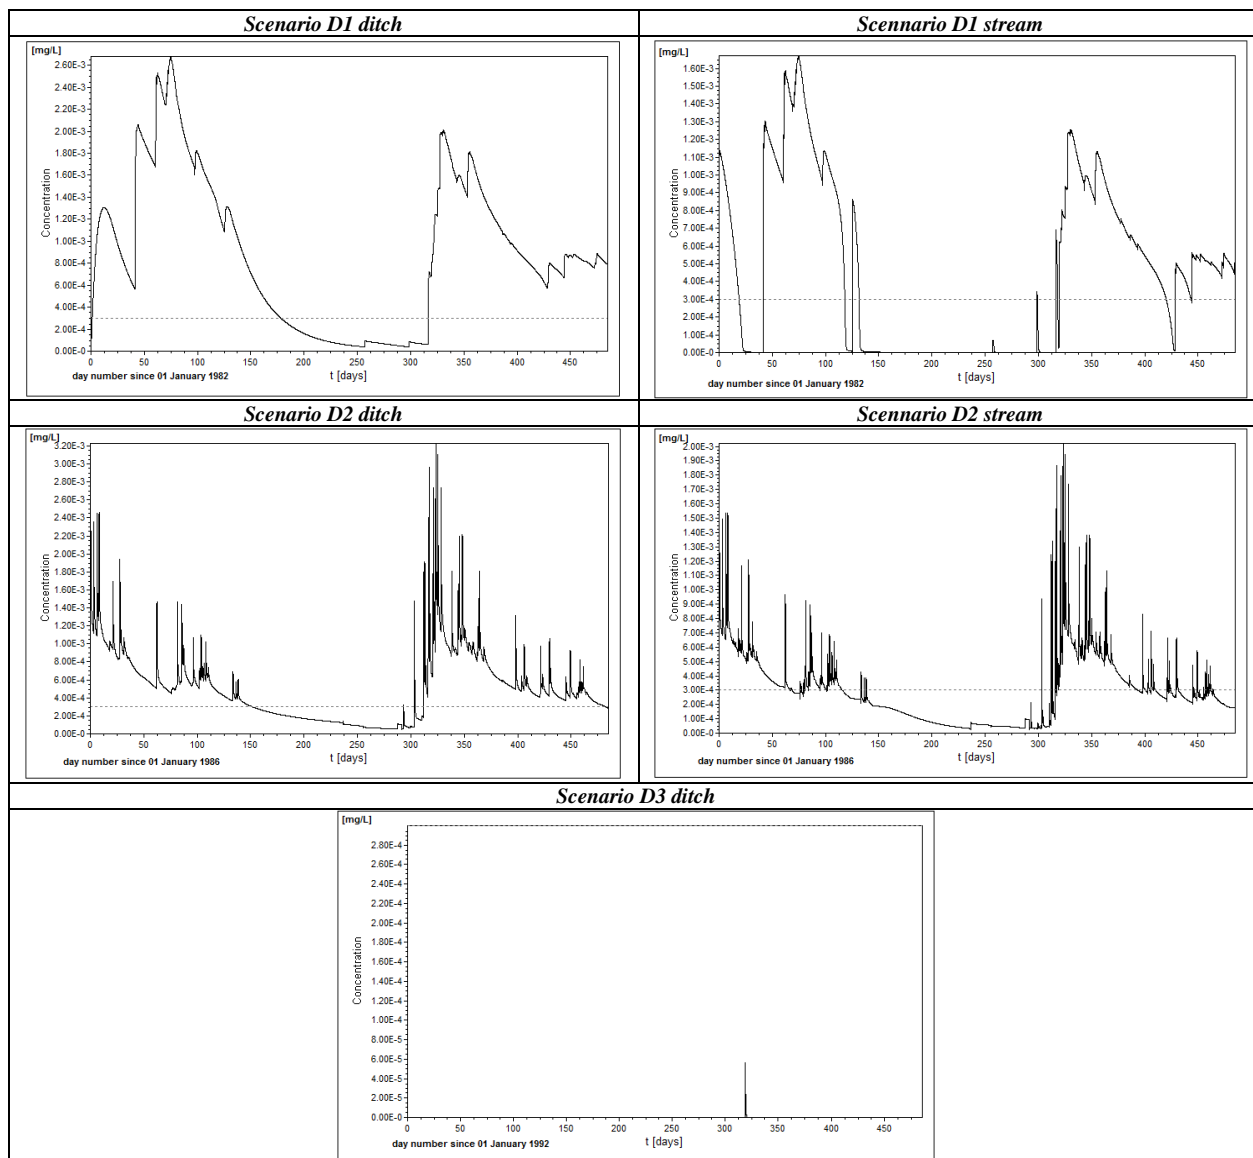 Scenario D1 ditch
Scennario D1 stream
[mg/L]
2.60E-3
2.40E-3
2.20E-3
2.00E-3
1.80E-3
1.60E-3
1.40E-3
1.20E-3
1.00E-3
8.00E-4
6.00E-4
4.00E-4
2.00E-4
0.00E-0
Concentration
0 50 100 150 200 250 300 350 400 450
day number since 01 January 1982
t [days]
[mg/L]
1.60E-3
1.50E-3
1.40E-3
1.30E-3
1.20E-3
1.10E-3
1.00E-3
9.00E-4
8.00E-4
7.00E-4
6.00E-4
5.00E-4
4.00E-4
3.00E-4
2.00E-4
1.00E-4
0.00E-0
Concentration
0 50 100 150 200 250 300 350 400 450
day number since 01 January 1982
t [days]
Scenario D2 ditch
Scennario D2 stream
[mg/L]
3.20E-3
3.00E-3
2.80E-3
2.60E-3
2.40E-3
2.20E-3
2.00E-3
1.80E-3
1.60E-3
1.40E-3
1.20E-3
1.00E-3
8.00E-4
6.00E-4
4.00E-4
2.00E-4
0.00E-0
Concentration
0 50 100 150 200 250 300 350 400 450
day number since 01 January 1986
t [days]
[mg/L]
2.00E-3
1.90E-3
1.80E-3
1.70E-3
1.60E-3
1.50E-3
1.40E-3
1.30E-3
1.20E-3
1.10E-3
1.00E-3
9.00E-4
8.00E-4
7.00E-4
6.00E-4
5.00E-4
4.00E-4
3.00E-4
2.00E-4
1.00E-4
0.00E-0
Concentration
0 50 100 150 200 250 300 350 400 450
day number since 01 January 1986
t [days]
Scenario D3 ditch
[mg/L]
2.80E-4
2.60E-4
2.40E-4
2.20E-4
2.00E-4
1.80E-4
1.60E-4
1.40E-4
1.20E-4
1.00E-4
8.00E-5
6.00E-5
4.00E-5
2.00E-5
0.00E-0
Concentration
0 50 100 150 200 250 300 350 400 450
day number since 01 January 1992
t [days]